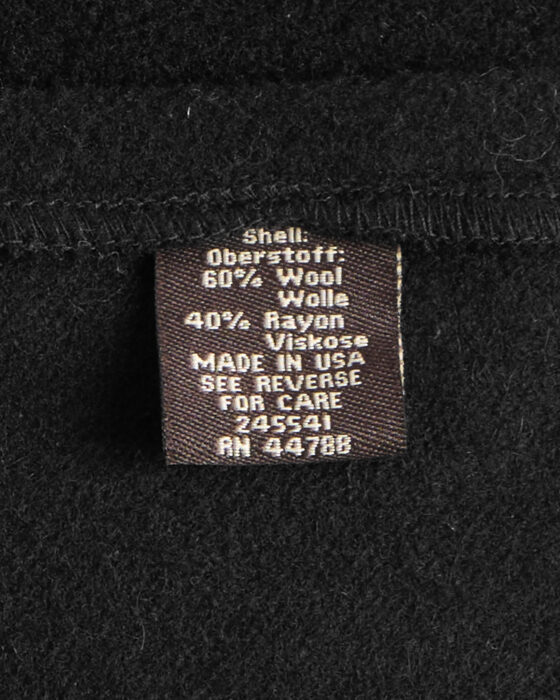 Shell:
Oberstoff:
60% Wool
Wolle
40% Rayon
Viskose
MADE IN USA
SEE REVERSE
FOR CARE
245541
RN 44788